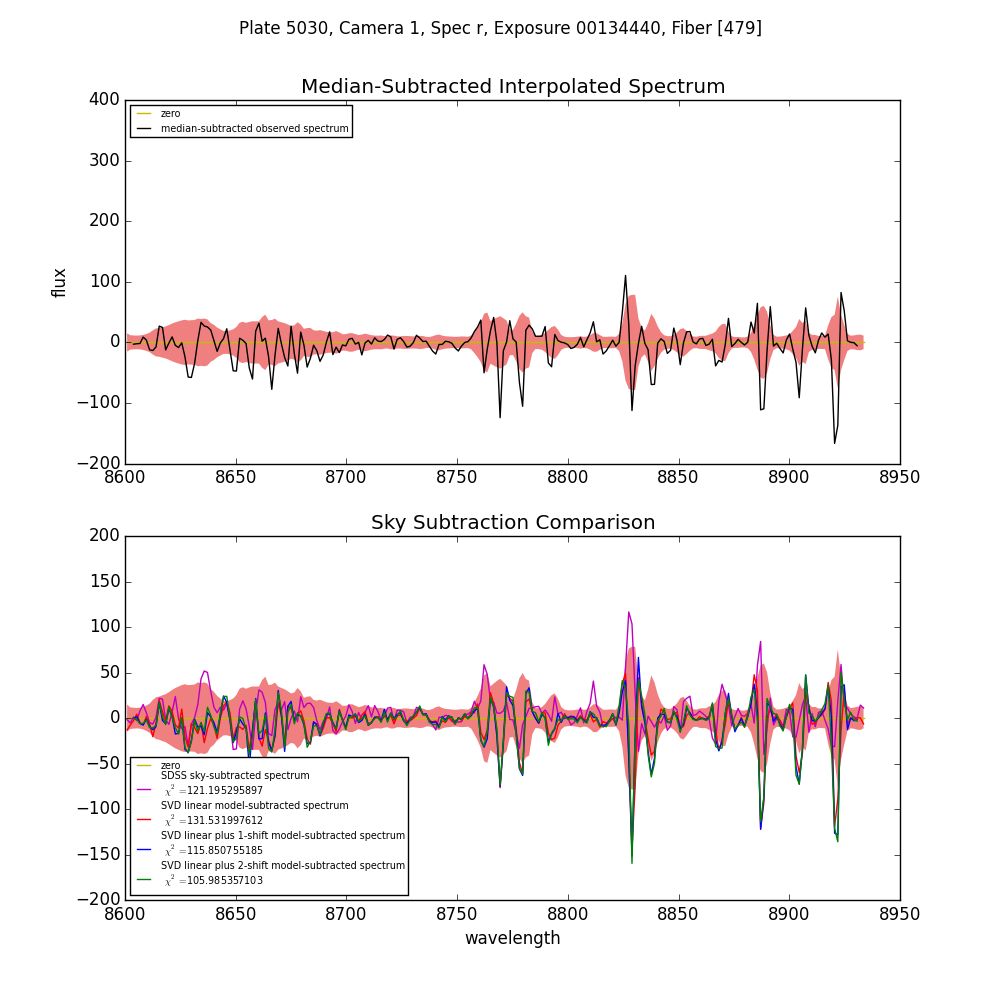 Plate 5030, Camera 1, Spec r, Exposure 00134440, Fiber [479]
Median-Subtracted Interpolated Spectrum
400
300
200
100
0
−100
−200
flux
zero
median-subtracted observed spectrum
8600 8650 8700 8750 8800 8850 8900 8950
Sky Subtraction Comparison
200
150
100
50
0
−50
−100
−150
−200
zero
SDSS sky-subtracted spectrum
χ² =121.195295897
SVD linear model-subtracted spectrum
χ² =131.531997612
SVD linear plus 1-shift model-subtracted spectrum
χ² =115.850755185
SVD linear plus 2-shift model-subtracted spectrum
χ² =105.985357103
8600 8650 8700 8750 8800 8850 8900 8950
wavelength